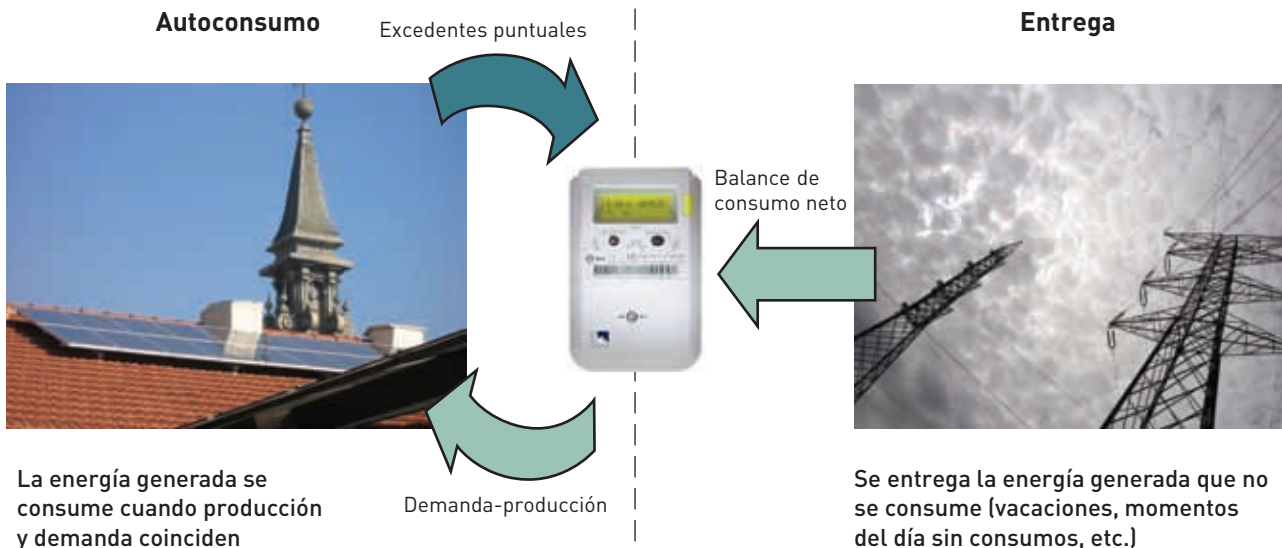 Autoconsumo
Excedentes puntuales
Entrega
Balance de
consumo neto
Demanda-producción
La energía generada se
consume cuando producción
y demanda coinciden
Se entrega la energía generada que no
se consume (vacaciones, momentos
del día sin consumos, etc.)